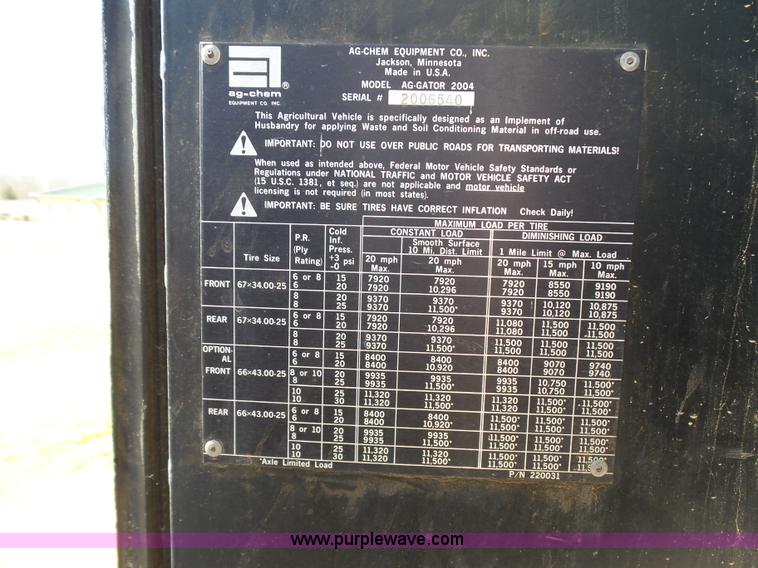 AG-CHEM EQUIPMENT CO., INC.
Jackson, Minnesota
Made in U.S.A.
ag-chem®
EQUIPMENT CO. INC.
MODEL AG-GATOR 2004
SERIAL # 2006540
This Agricultural Vehicle is specifically designed as an Implement of
Husbandry for applying Waste and Soil Conditioning Material in off-road use.
IMPORTANT: DO NOT USE OVER PUBLIC ROADS FOR TRANSPORTING MATERIALS!
When used as intended above, Federal Motor Vehicle Safety Standards or
Regulations under NATIONAL TRAFFIC and MOTOR VEHICLE SAFETY ACT
(15 U.S.C. 1381, et seq.) are not applicable and motor vehicle
licensing is not required (in most states).
IMPORTANT: BE SURE TIRES HAVE CORRECT INFLATION Check Daily!
MAXIMUM LOAD PER TIRE
CONSTANT LOAD DIMINISHING LOAD
Tire Size P.R. (Ply Rating) Cold Inf. Press. +3 -0 psi 20 mph Max. Smooth Surface 10 Mi. Dist. Limit 20 mph Max. 1 Mile Limit @ Max. Load 20 mph Max. 15 mph Max. 10 mph Max.
FRONT 67×34.00-25 6 or 8 15 7920 7920 7920 8550 9190
6 20 7920 10,296 7920 8550 9190
8 20 9370 9370 9370 10,120 10,875
8 25 9370 11,500* 9370 10,120 10,875
REAR 67×34.00-25 6 or 8 15 7920 7920 11,080 11,500 11,500
6 20 7920 10,296 11,080 11,500 11,500
8 20 9370 9370 11,500 11,500 11,500
8 25 9370 11,500* 11,500 11,500 11,500
OPTIONAL
FRONT 66×43.00-25 6 or 8 15 8400 8400 8400 9070 9740
6 20 8400 10,920 8400 9070 9740
8 or 10 20 9935 9935 9935 10,750 11,500*
8 25 9935 11,500* 9935 10,750 11,500*
10 25 11,320 11,320 11,320 11,500* 11,500*
10 30 11,320 11,500* 11,320 11,500* 11,500*
REAR 66×43.00-25 6 or 8 15 8400 8400 11,500* 11,500* 11,500*
6 20 8400 10,920* 11,500* 11,500* 11,500*
8 or 10 20 9935 9935 11,500* 11,500* 11,500*
8 25 9935 11,500* 11,500* 11,500* 11,500*
10 25 11,320 11,320 11,500* 11,500*
10 30 11,320 11,500* 11,500* 11,500*
*Axle Limited Load
P/N 220031
www.purplewave.com